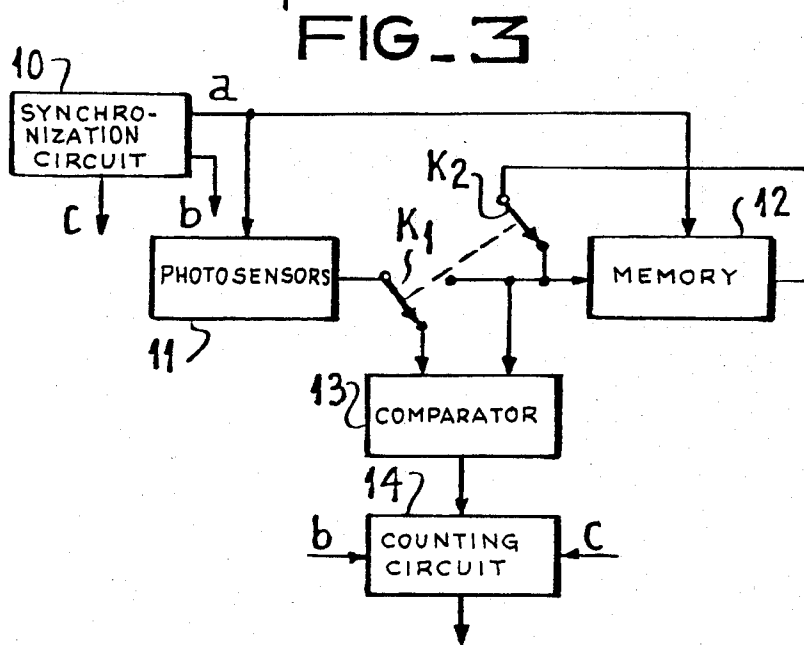 FIG_3
10
a
SYNCHRO-
NIZATION
CIRCUIT
c
b
K2
12
K1
PHOTOSENSORS
MEMORY
11
13
COMPARATOR
14
b
COUNTING
CIRCUIT
c